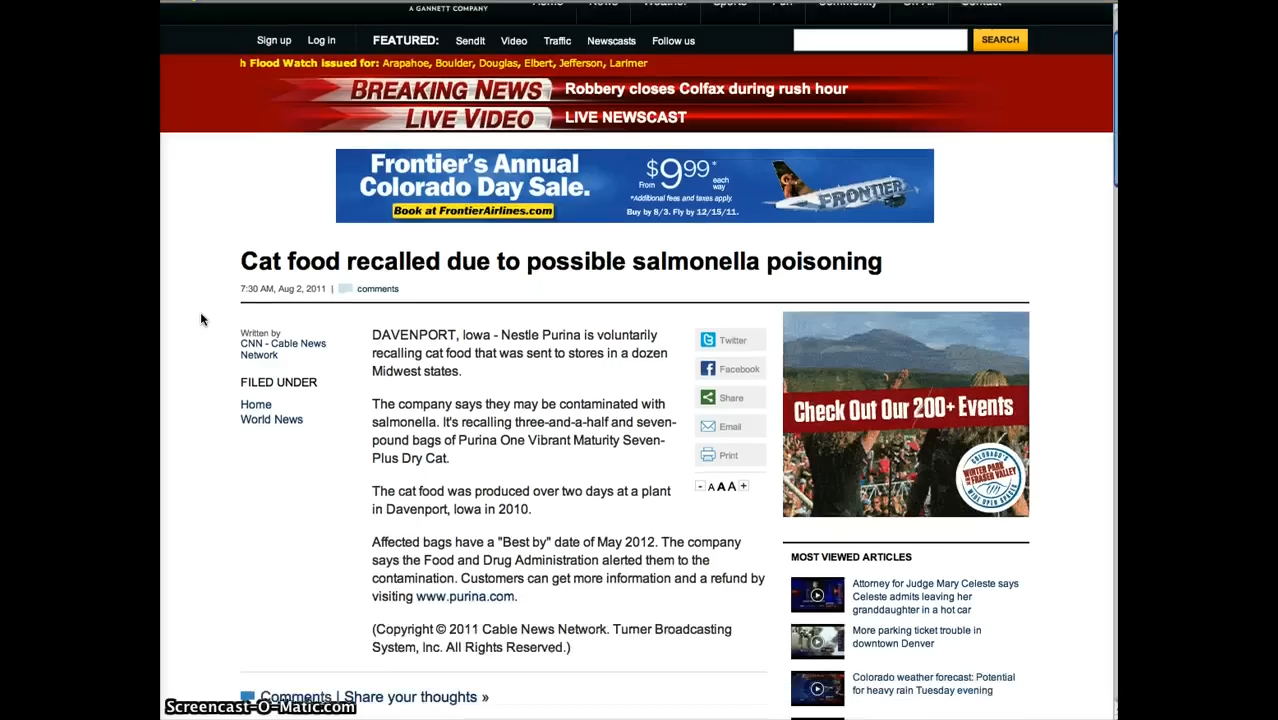 A GANNETT COMPANY
Sign up Log in FEATURED: SendIt Video Traffic Newscasts Follow us SEARCH
h Flood Watch issued for: Arapahoe, Boulder, Douglas, Elbert, Jefferson, Larimer
BREAKING NEWS Robbery closes Colfax during rush hour
LIVE VIDEO LIVE NEWSCAST
Frontier's Annual
Colorado Day Sale.
Book at FrontierAirlines.com
From $999* each way
*Additional fees and taxes apply.
Buy by 8/3. Fly by 12/15/11.
FRONTIER
Cat food recalled due to possible salmonella poisoning
7:30 AM, Aug 2, 2011 | comments
Written by
CNN - Cable News
Network
FILED UNDER
Home
World News
DAVENPORT, Iowa - Nestle Purina is voluntarily
recalling cat food that was sent to stores in a dozen
Midwest states.
The company says they may be contaminated with
salmonella. It's recalling three-and-a-half and seven-
pound bags of Purina One Vibrant Maturity Seven-
Plus Dry Cat.
The cat food was produced over two days at a plant
in Davenport, Iowa in 2010.
Affected bags have a "Best by" date of May 2012. The company
says the Food and Drug Administration alerted them to the
contamination. Customers can get more information and a refund by
visiting www.purina.com.
(Copyright © 2011 Cable News Network. Turner Broadcasting
System, Inc. All Rights Reserved.)
Twitter
Facebook
Share
Email
Print
- A A A +
Check Out Our 200+ Events
COLORADO'S
WINTER PARK
AND FRASER VALLEY
WIDE OPEN SPACES
MOST VIEWED ARTICLES
Attorney for Judge Mary Celeste says
Celeste admits leaving her
granddaughter in a hot car
More parking ticket trouble in
downtown Denver
Colorado weather forecast: Potential
for heavy rain Tuesday evening
Comments | Share your thoughts »
Screencast-O-Matic.com